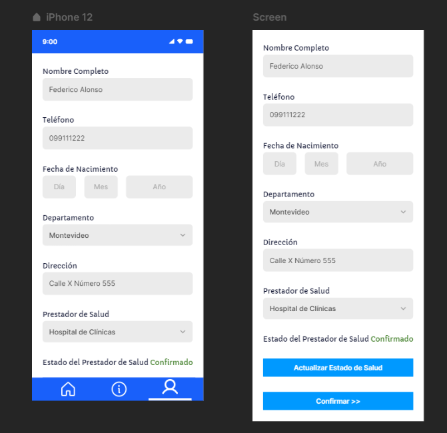 iPhone 12
9:00
Nombre Completo
Federico Alonso
Teléfono
099111222
Fecha de Nacimiento
Día Mes Año
Departamento
Montevideo
Dirección
Calle X Número 555
Prestador de Salud
Hospital de Clínicas
Estado del Prestador de Salud Confirmado
Screen
Nombre Completo
Federico Alonso
Teléfono
099111222
Fecha de Nacimiento
Día Mes Año
Departamento
Montevideo
Dirección
Calle X Número 555
Prestador de Salud
Hospital de Clínicas
Estado del Prestador de Salud Confirmado
Actualizar Estado de Salud
Confirmar >>